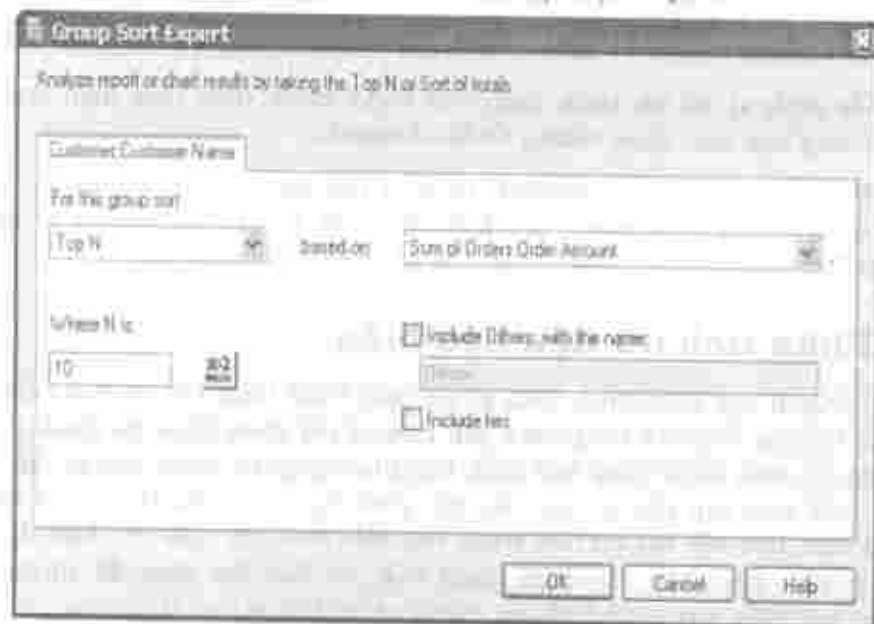 Group Sort Expert
Analyze report or chart results by taking the Top N or Sort of totals
Customer.Customer Name
For this group sort
Top N based on Sum of Orders.Order Amount
Where N is:
10
Include Others, with the name:
Others
Include ties
OK Cancel Help